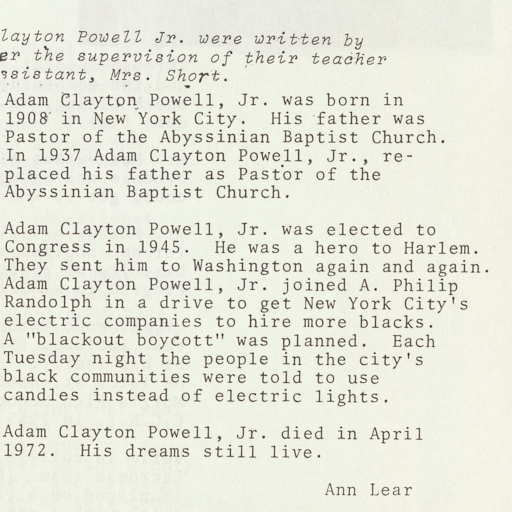 layton Powell Jr. were written by
er the supervision of their teacher
ssistant, Mrs. Short.
Adam Clayton Powell, Jr. was born in
1908 in New York City. His father was
Pastor of the Abyssinian Baptist Church.
In 1937 Adam Clayton Powell, Jr., re-
placed his father as Pastor of the
Abyssinian Baptist Church.
Adam Clayton Powell, Jr. was elected to
Congress in 1945. He was a hero to Harlem.
They sent him to Washington again and again.
Adam Clayton Powell, Jr. joined A. Philip
Randolph in a drive to get New York City's
electric companies to hire more blacks.
A "blackout boycott" was planned. Each
Tuesday night the people in the city's
black communities were told to use
candles instead of electric lights.
Adam Clayton Powell, Jr. died in April
1972. His dreams still live.
Ann Lear